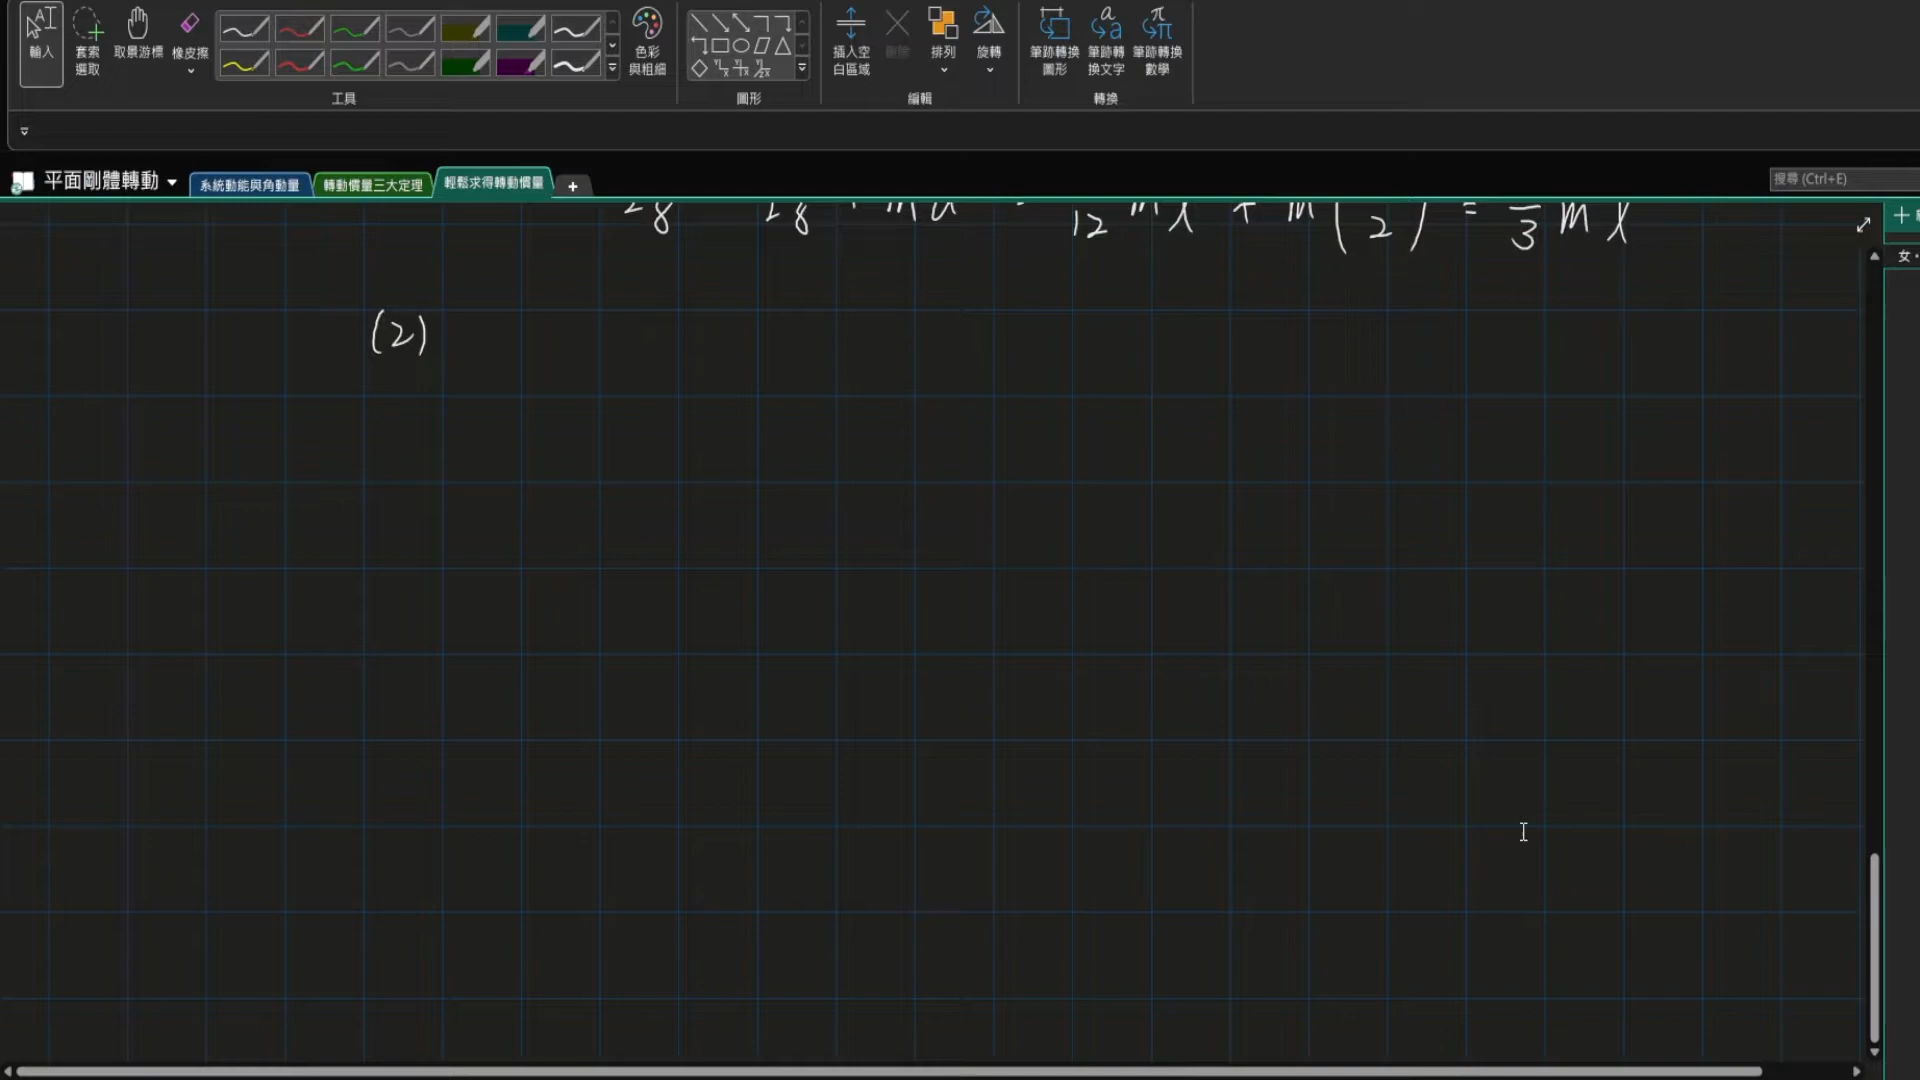 輸入 套索選取 取景游標 橡皮擦 色彩與粗細 插入空白區域 刪除 排列 旋轉 筆跡轉換圖形 筆跡轉換文字 筆跡轉換數學
工具 圖形 編輯 轉換
平面剛體轉動 系統動能與角動量 轉動慣量三大定理 輕鬆求得轉動慣量 +
搜尋 (Ctrl+E)
(2)